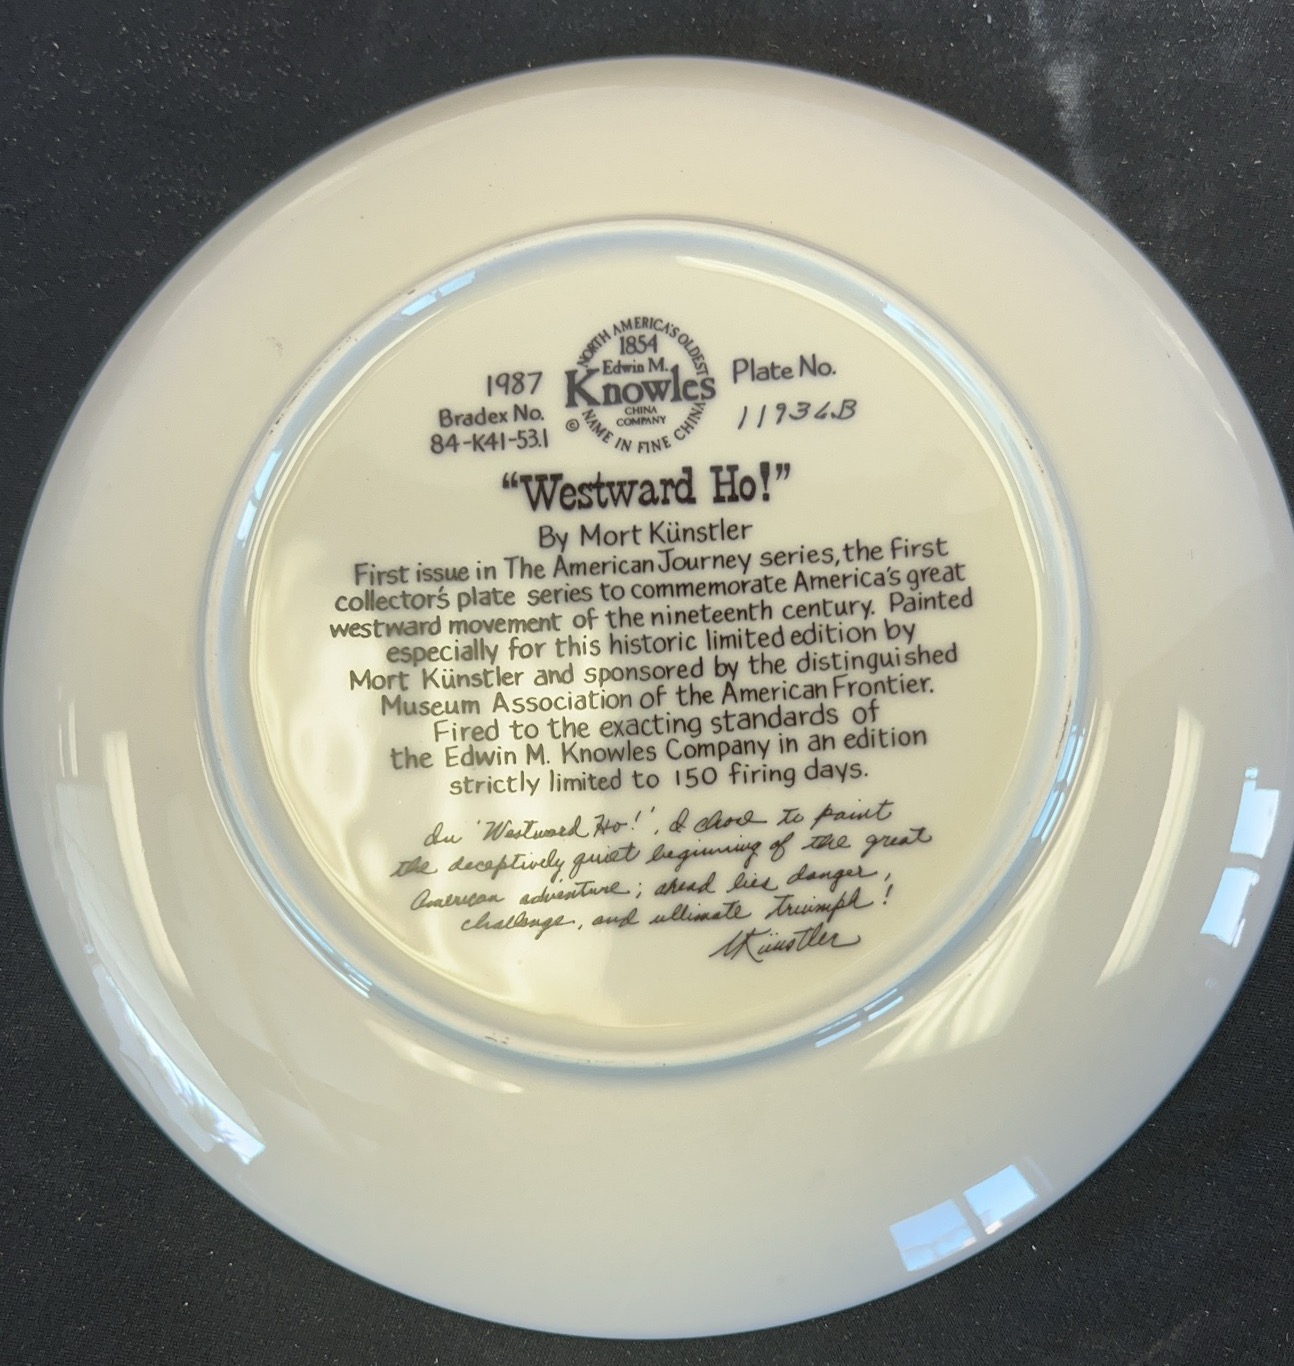 NORTH AMERICA'S OLDEST
1854
Edwin M.
Knowles
CHINA
COMPANY
NAME IN FINE CHINA
©
1987
Bradex No.
84-K41-53.1
Plate No.
“Westward Ho!”
By Mort Künstler
First issue in The American Journey series, the first
collector's plate series to commemorate America's great
westward movement of the nineteenth century. Painted
especially for this historic limited edition by
Mort Künstler and sponsored by the distinguished
Museum Association of the American Frontier.
Fired to the exacting standards of
the Edwin M. Knowles Company in an edition
strictly limited to 150 firing days.
In 'Westward Ho!', I chose to paint
the deceptively quiet beginning of the great
American adventure; ahead lies danger,
challenge, and ultimate triumph!
MKünstler